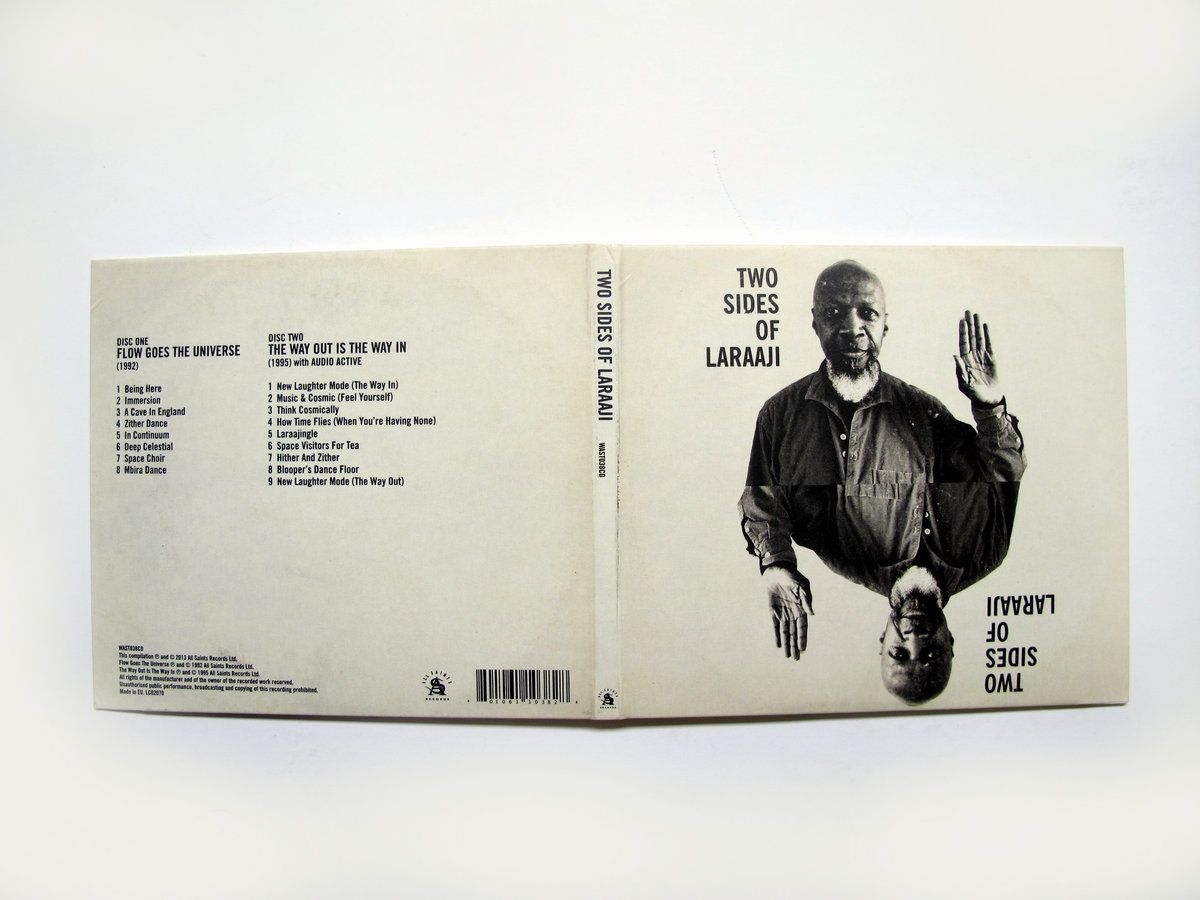 DISC ONE
FLOW GOES THE UNIVERSE
(1992)
1 Being Here
2 Immersion
3 A Cave In England
4 Zither Dance
5 In Continuum
6 Deep Celestial
7 Space Choir
8 Mbira Dance
DISC TWO
THE WAY OUT IS THE WAY IN
(1995) with AUDIO ACTIVE
1 New Laughter Mode (The Way In)
2 Music & Cosmic (Feel Yourself)
3 Think Cosmically
4 How Time Flies (When You're Having None)
5 Laraajingle
6 Space Visitors For Tea
7 Hither And Zither
8 Blooper's Dance Floor
9 New Laughter Mode (The Way Out)
WAST038CD
This compilation ℗ and © 2013 All Saints Records Ltd.
Flow Goes The Universe ℗ and © 1992 All Saints Records Ltd.
The Way Out Is The Way In ℗ and © 1995 All Saints Records Ltd.
All rights of the manufacturer and of the owner of the recorded work reserved.
Unauthorised public performance, broadcasting and copying of this recording prohibited.
Made in EU. LC02070
ALL SAINTS
RECORDS
TWO SIDES OF LARAAJI
WAST038CD
ALL SAINTS
RECORDS
TWO
SIDES
OF
LARAAJI
TWO
SIDES
OF
LARAAJI